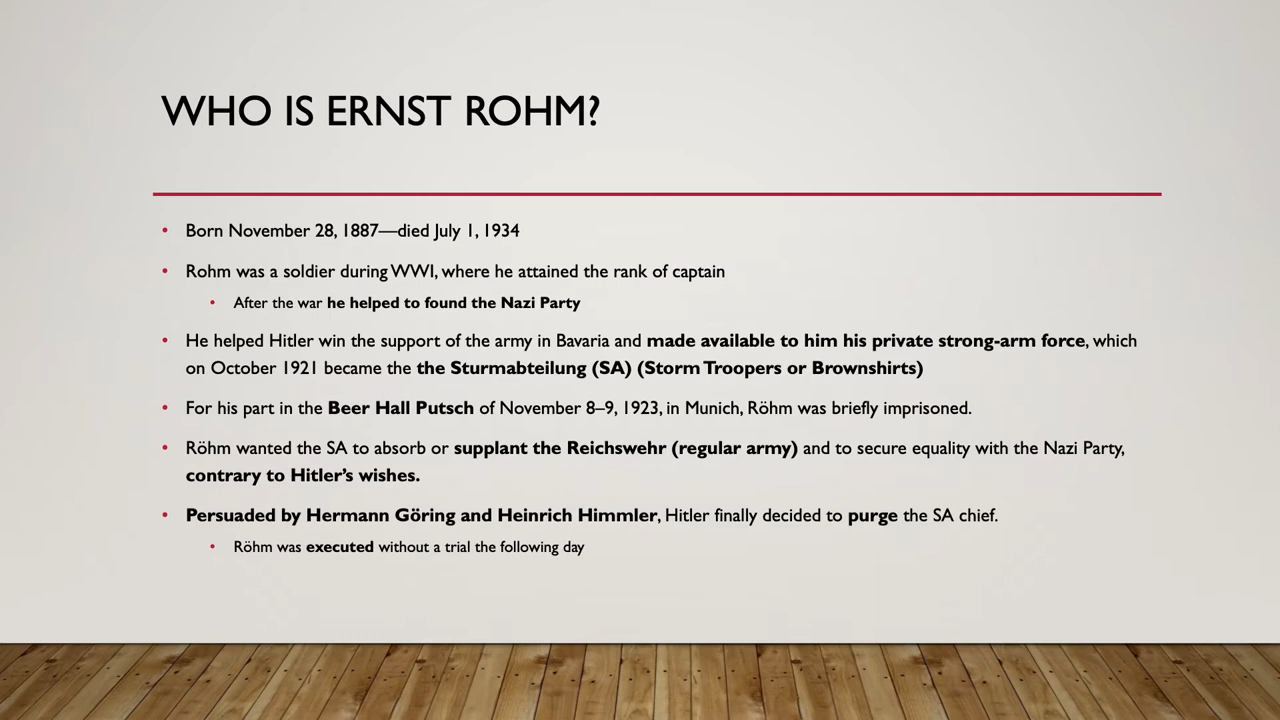 WHO IS ERNST ROHM?
• Born November 28, 1887—died July 1, 1934
• Rohm was a soldier during WWI, where he attained the rank of captain
• After the war he helped to found the Nazi Party
• He helped Hitler win the support of the army in Bavaria and made available to him his private strong-arm force, which
on October 1921 became the the Sturmabteilung (SA) (Storm Troopers or Brownshirts)
• For his part in the Beer Hall Putsch of November 8–9, 1923, in Munich, Röhm was briefly imprisoned.
• Röhm wanted the SA to absorb or supplant the Reichswehr (regular army) and to secure equality with the Nazi Party,
contrary to Hitler's wishes.
• Persuaded by Hermann Göring and Heinrich Himmler, Hitler finally decided to purge the SA chief.
• Röhm was executed without a trial the following day